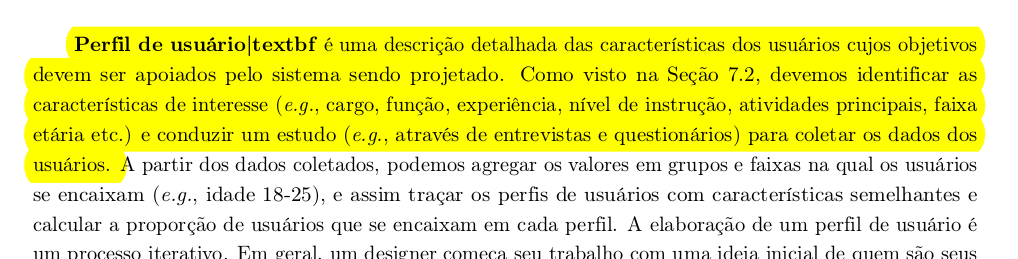 Perfil de usuário|textbf é uma descrição detalhada das características dos usuários cujos objetivos
devem ser apoiados pelo sistema sendo projetado. Como visto na Seção 7.2, devemos identificar as
características de interesse (e.g., cargo, função, experiência, nível de instrução, atividades principais, faixa
etária etc.) e conduzir um estudo (e.g., através de entrevistas e questionários) para coletar os dados dos
usuários. A partir dos dados coletados, podemos agregar os valores em grupos e faixas na qual os usuários
se encaixam (e.g., idade 18-25), e assim traçar os perfis de usuários com características semelhantes e
calcular a proporção de usuários que se encaixam em cada perfil. A elaboração de um perfil de usuário é
um processo iterativo. Em geral, um designer começa seu trabalho com uma ideia inicial de quem são seus